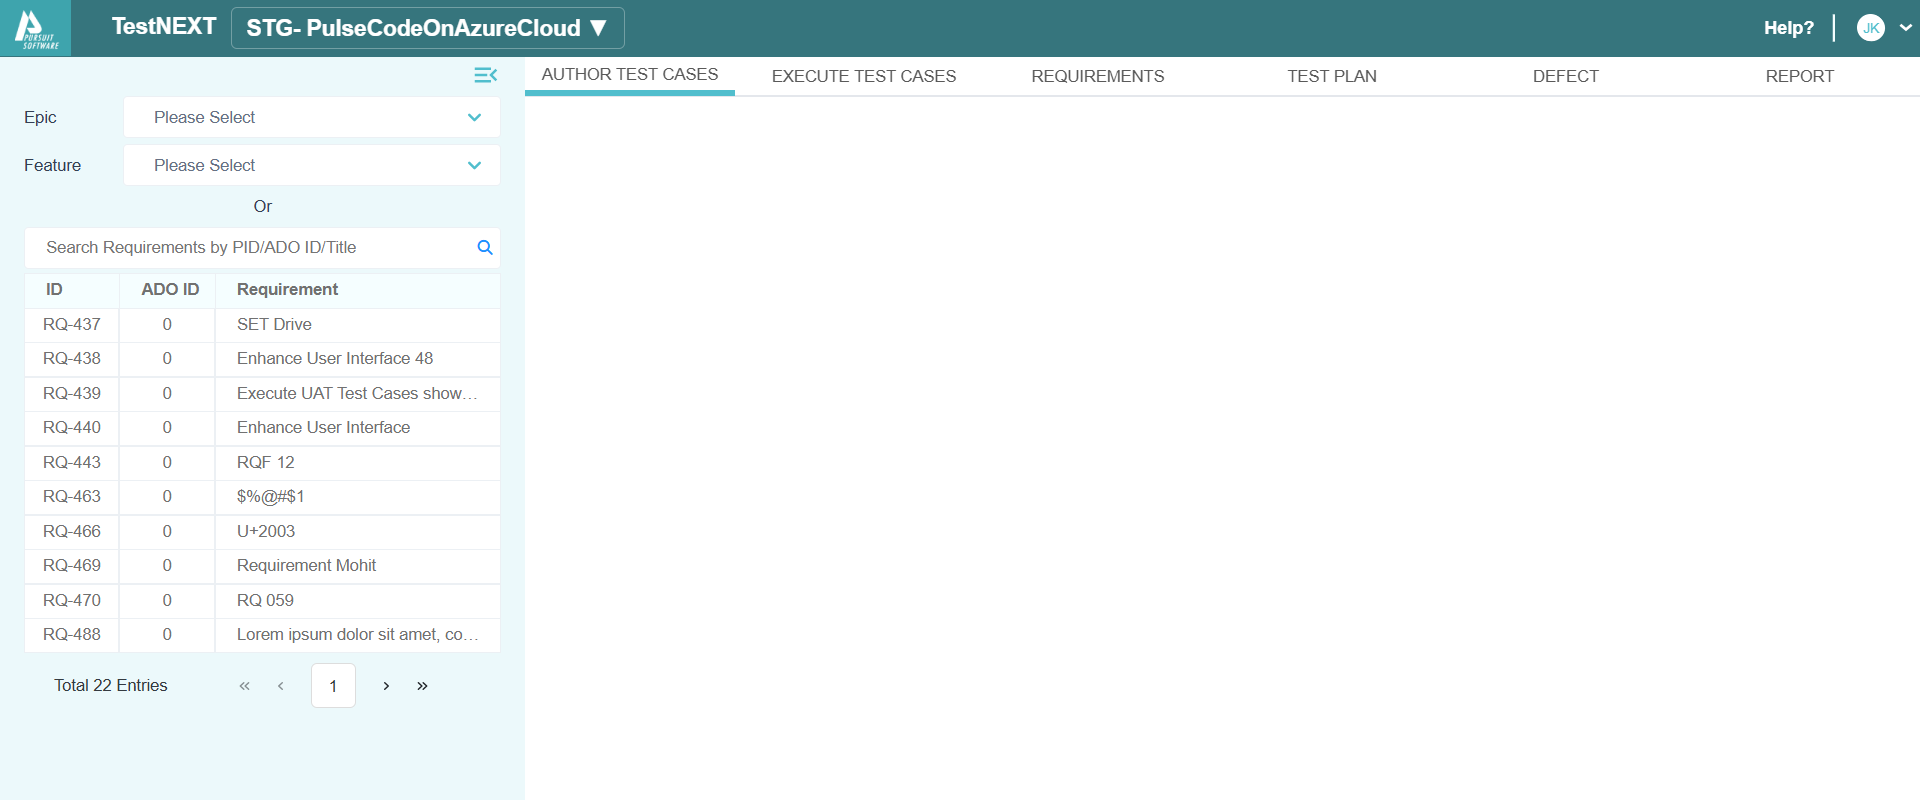 PURSUIT
SOFTWARE
TestNEXT
STG- PulseCodeOnAzureCloud ▼
Help?
JK
AUTHOR TEST CASES
EXECUTE TEST CASES
REQUIREMENTS
TEST PLAN
DEFECT
REPORT
Epic
Please Select
Feature
Please Select
Or
Search Requirements by PID/ADO ID/Title
ID ADO ID Requirement
RQ-437 0 SET Drive
RQ-438 0 Enhance User Interface 48
RQ-439 0 Execute UAT Test Cases show...
RQ-440 0 Enhance User Interface
RQ-443 0 RQF 12
RQ-463 0 $%@#$1
RQ-466 0 U+2003
RQ-469 0 Requirement Mohit
RQ-470 0 RQ 059
RQ-488 0 Lorem ipsum dolor sit amet, co...
Total 22 Entries « ‹ 1 › »